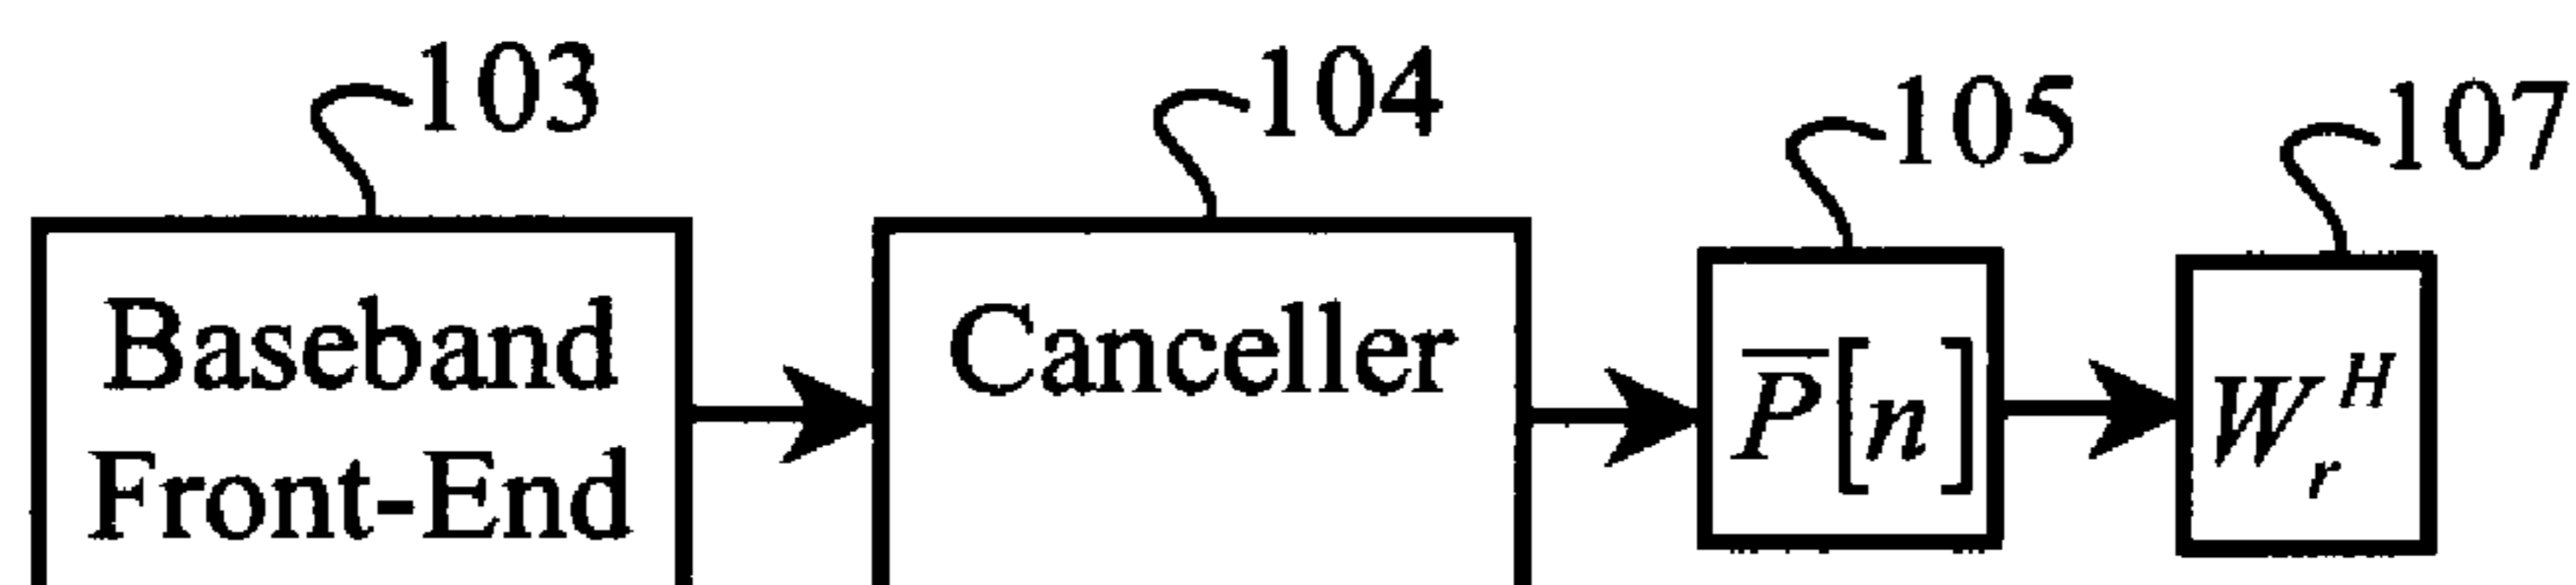 103
104
105
107
Baseband
Front-End
Canceller
P̅[n]
W_r^H